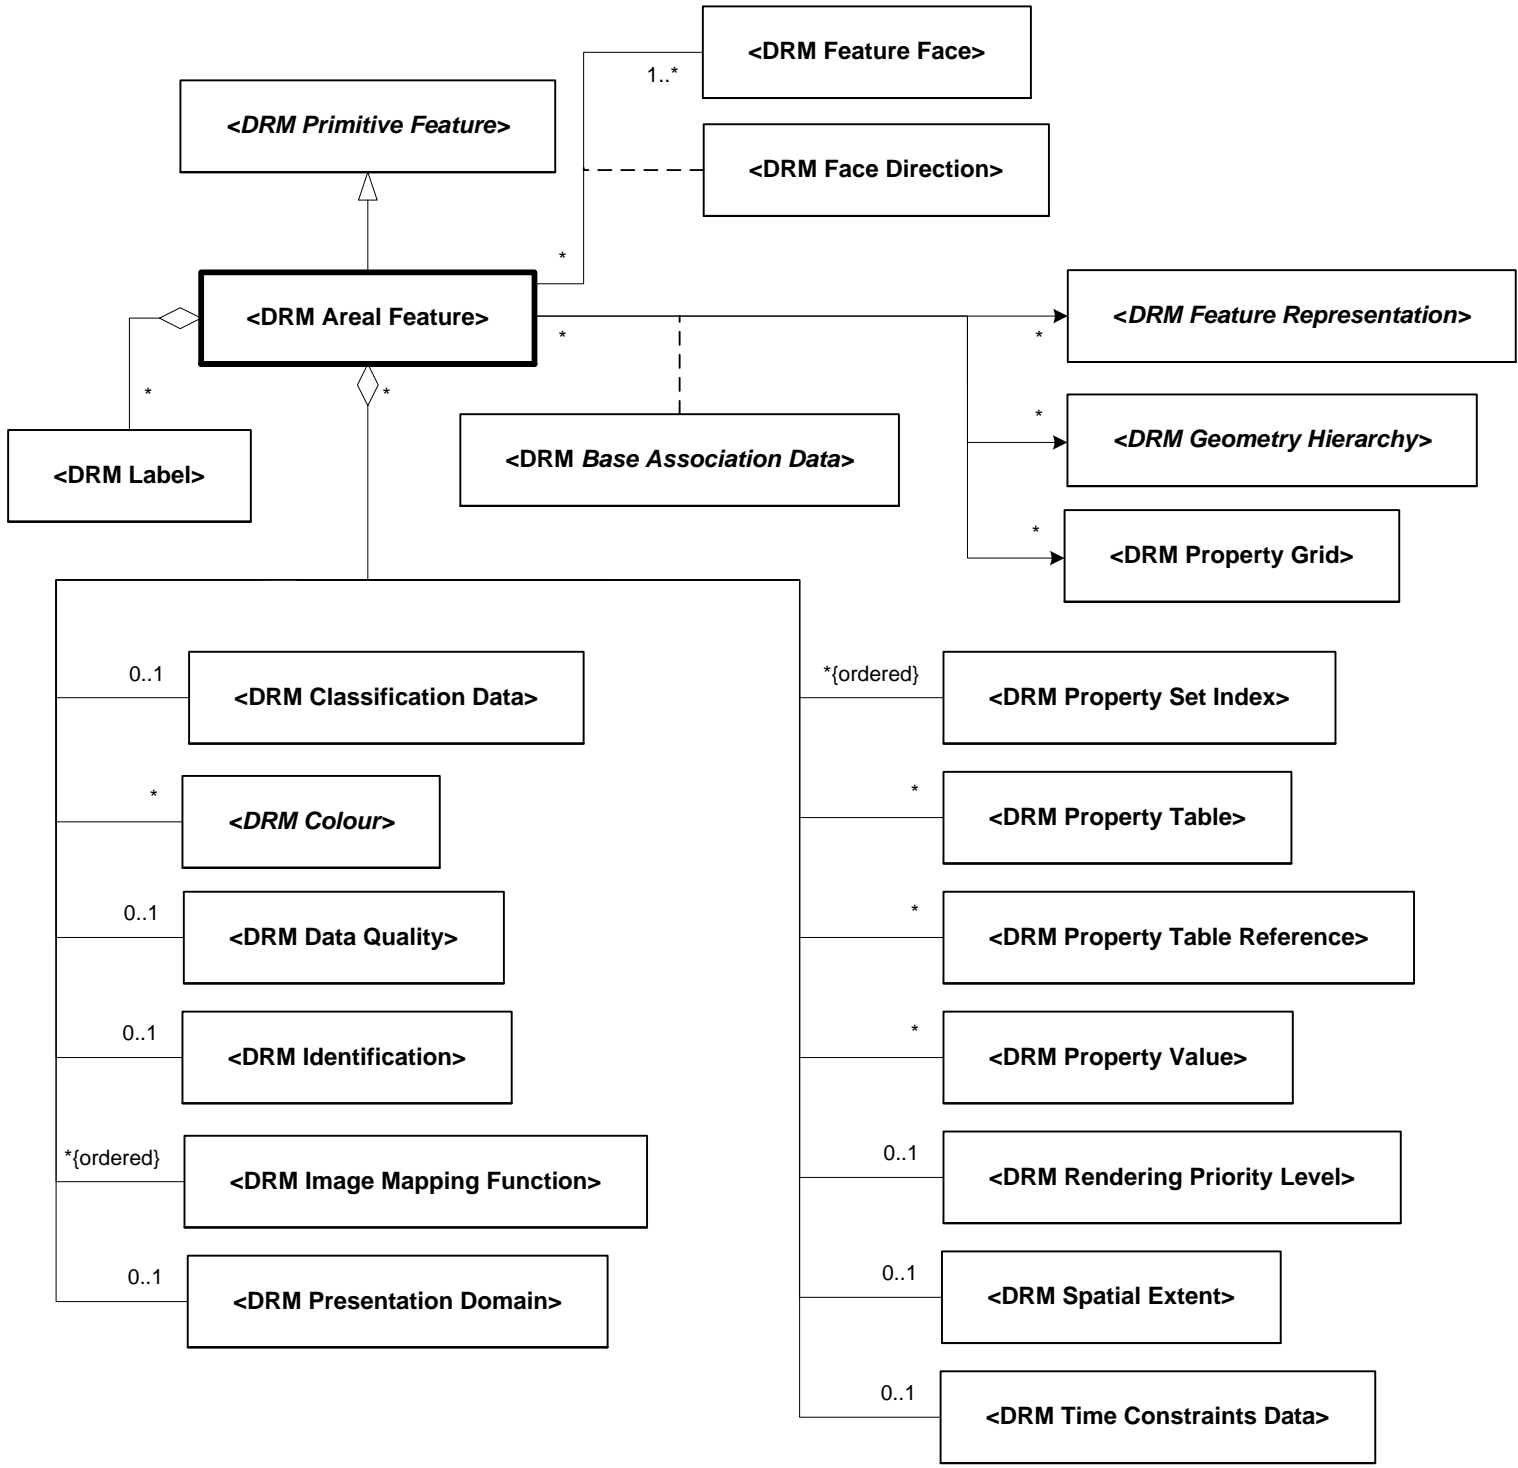 <DRM Feature Face>
1..*
<DRM Primitive Feature>
<DRM Face Direction>
*
<DRM Areal Feature>
*
<DRM Feature Representation>
*
*
*
<DRM Label>
<DRM Base Association Data>
*
<DRM Geometry Hierarchy>
*
<DRM Property Grid>
0..1
<DRM Classification Data>
*
<DRM Colour>
0..1
<DRM Data Quality>
0..1
<DRM Identification>
*{ordered}
<DRM Image Mapping Function>
0..1
<DRM Presentation Domain>
*{ordered}
<DRM Property Set Index>
*
<DRM Property Table>
*
<DRM Property Table Reference>
*
<DRM Property Value>
0..1
<DRM Rendering Priority Level>
0..1
<DRM Spatial Extent>
0..1
<DRM Time Constraints Data>